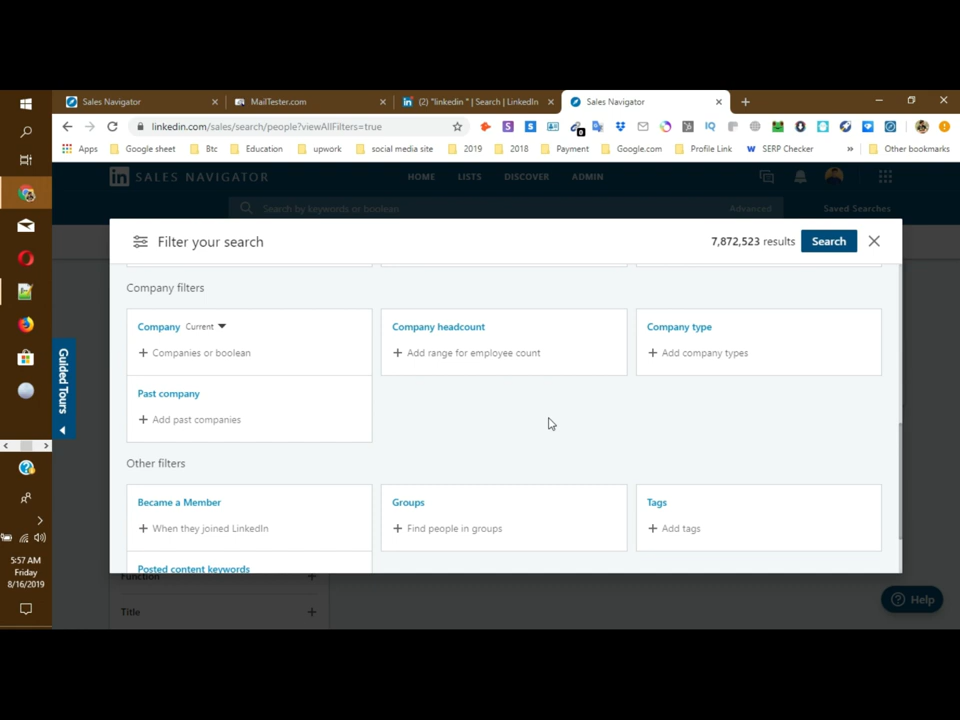 Sales Navigator
MailTester.com
(2) "linkedin " | Search | LinkedIn
Sales Navigator
linkedin.com/sales/search/people?viewAllFilters=true
IQ
0
Apps
Google sheet
Btc
Education
upwork
social media site
2019
2018
Payment
Google.com
Profile Link
W SERP Checker
»
Other bookmarks
in SALES NAVIGATOR
HOME
LISTS
DISCOVER
ADMIN
Search by keywords or boolean
Advanced
Saved Searches
Filter your search
7,872,523 results
Search
Company filters
Company Current
+ Companies or boolean
Company headcount
+ Add range for employee count
Company type
+ Add company types
Past company
+ Add past companies
Other filters
Became a Member
+ When they joined LinkedIn
Groups
+ Find people in groups
Tags
+ Add tags
Posted content keywords
Function +
Title +
Guided Tours
? Help
5:57 AM
Friday
8/16/2019